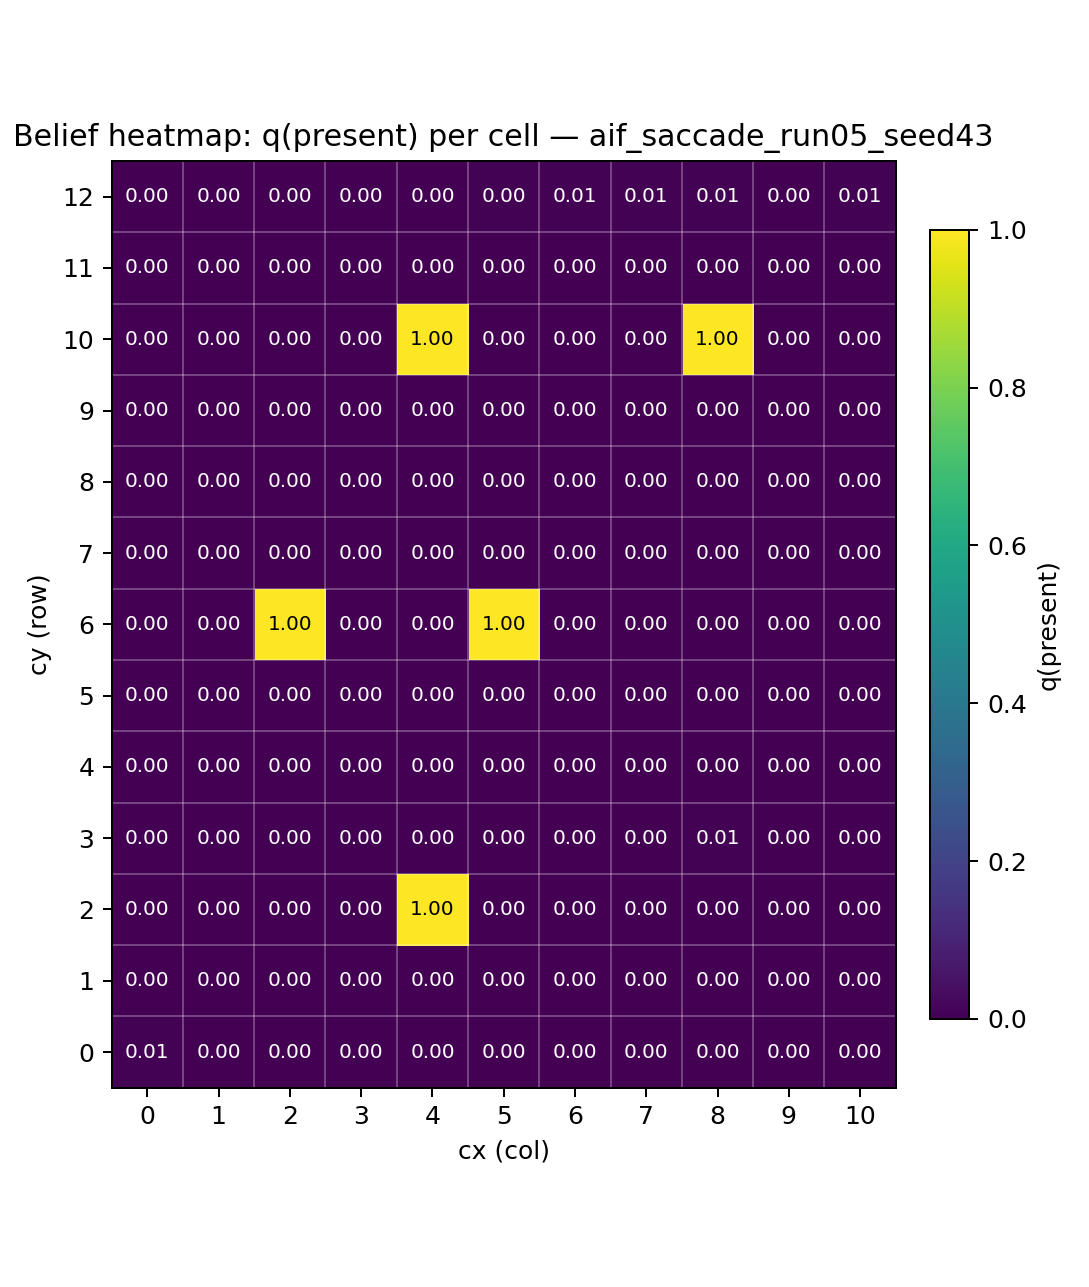 Belief heatmap: q(present) per cell — aif_saccade_run05_seed43
12 0.00 0.00 0.00 0.00 0.00 0.00 0.01 0.01 0.01 0.00 0.01
11 0.00 0.00 0.00 0.00 0.00 0.00 0.00 0.00 0.00 0.00 0.00
10 0.00 0.00 0.00 0.00 1.00 0.00 0.00 0.00 1.00 0.00 0.00
9 0.00 0.00 0.00 0.00 0.00 0.00 0.00 0.00 0.00 0.00 0.00
8 0.00 0.00 0.00 0.00 0.00 0.00 0.00 0.00 0.00 0.00 0.00
7 0.00 0.00 0.00 0.00 0.00 0.00 0.00 0.00 0.00 0.00 0.00
6 0.00 0.00 1.00 0.00 0.00 1.00 0.00 0.00 0.00 0.00 0.00
5 0.00 0.00 0.00 0.00 0.00 0.00 0.00 0.00 0.00 0.00 0.00
4 0.00 0.00 0.00 0.00 0.00 0.00 0.00 0.00 0.00 0.00 0.00
3 0.00 0.00 0.00 0.00 0.00 0.00 0.00 0.00 0.01 0.00 0.00
2 0.00 0.00 0.00 0.00 1.00 0.00 0.00 0.00 0.00 0.00 0.00
1 0.00 0.00 0.00 0.00 0.00 0.00 0.00 0.00 0.00 0.00 0.00
0 0.01 0.00 0.00 0.00 0.00 0.00 0.00 0.00 0.00 0.00 0.00
0 1 2 3 4 5 6 7 8 9 10
cx (col)
cy (row)
1.0
0.8
0.6
0.4
0.2
0.0
q(present)